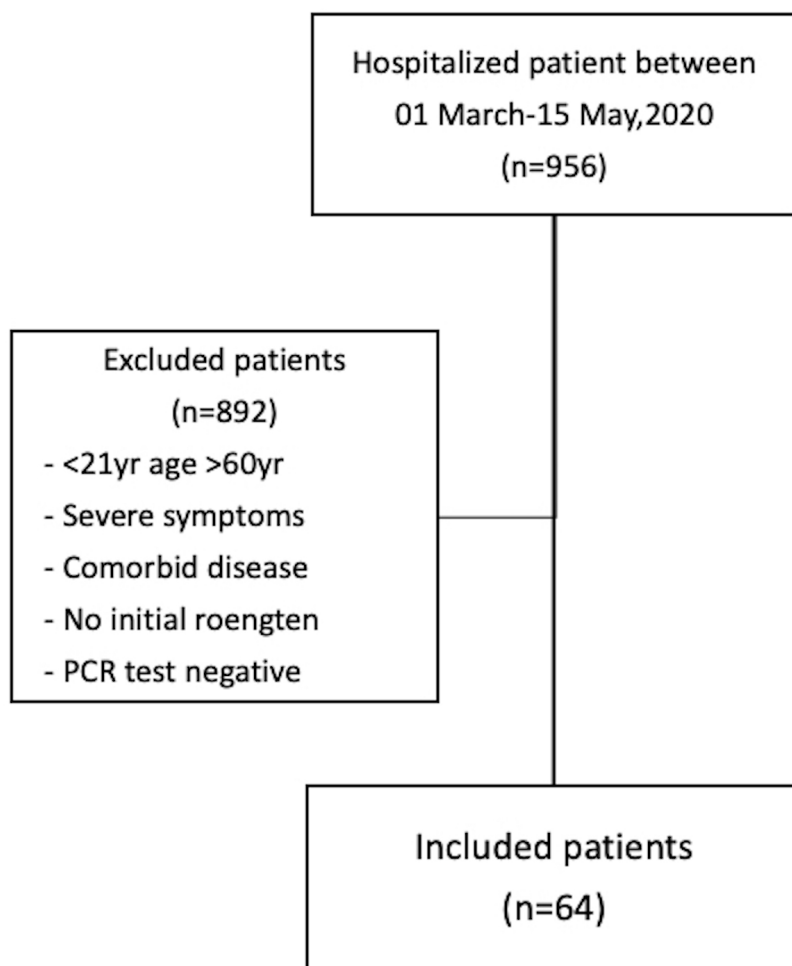 Hospitalized patient between
01 March-15 May,2020
(n=956)
Excluded patients
(n=892)
- <21yr age >60yr
- Severe symptoms
- Comorbid disease
- No initial roengten
- PCR test negative
Included patients
(n=64)